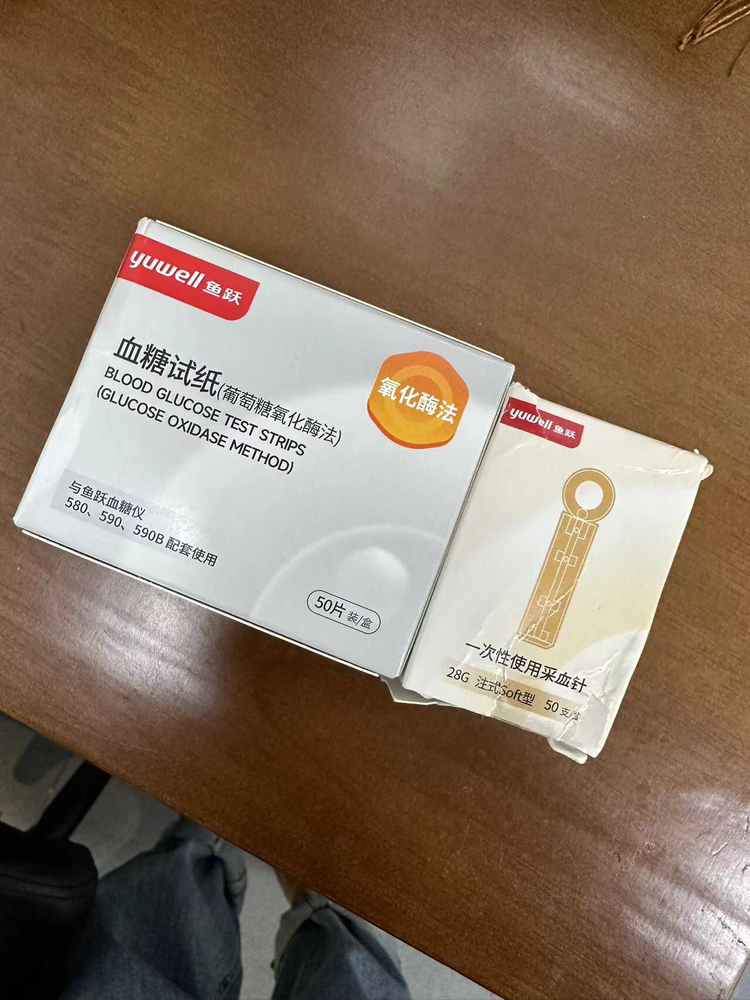 yuwell 鱼跃
血糖试纸(葡萄糖氧化酶法)
BLOOD GLUCOSE TEST STRIPS
(GLUCOSE OXIDASE METHOD)
氧化酶法
与鱼跃血糖仪
580、590、590B 配套使用
50片 装/盒
yuwell 鱼跃
一次性使用采血针
28G 注式Soft型 50支/盒